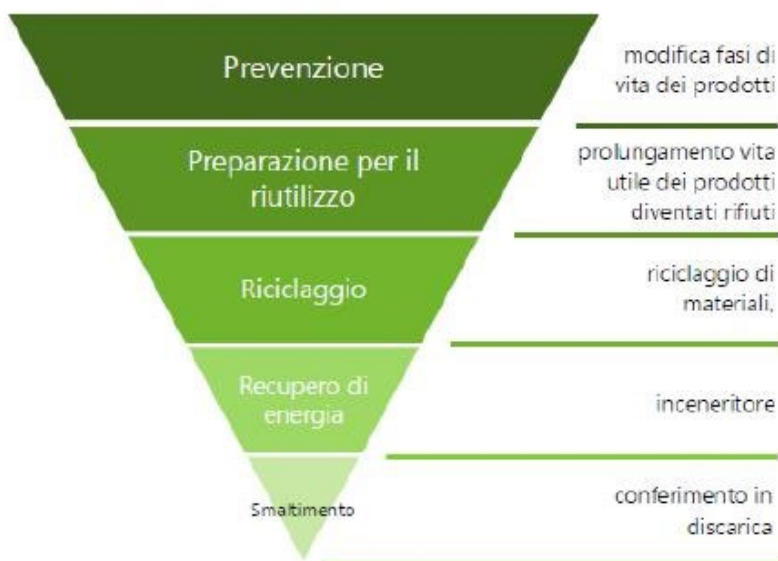 Prevenzione
modifica fasi di
vita dei prodotti
Preparazione per il
riutilizzo
prolungamento vita
utile dei prodotti
diventati rifiuti
Riciclaggio
riciclaggio di
materiali,
Recupero di
energia
inceneritore
Smaltimento
conferimento in
discarica